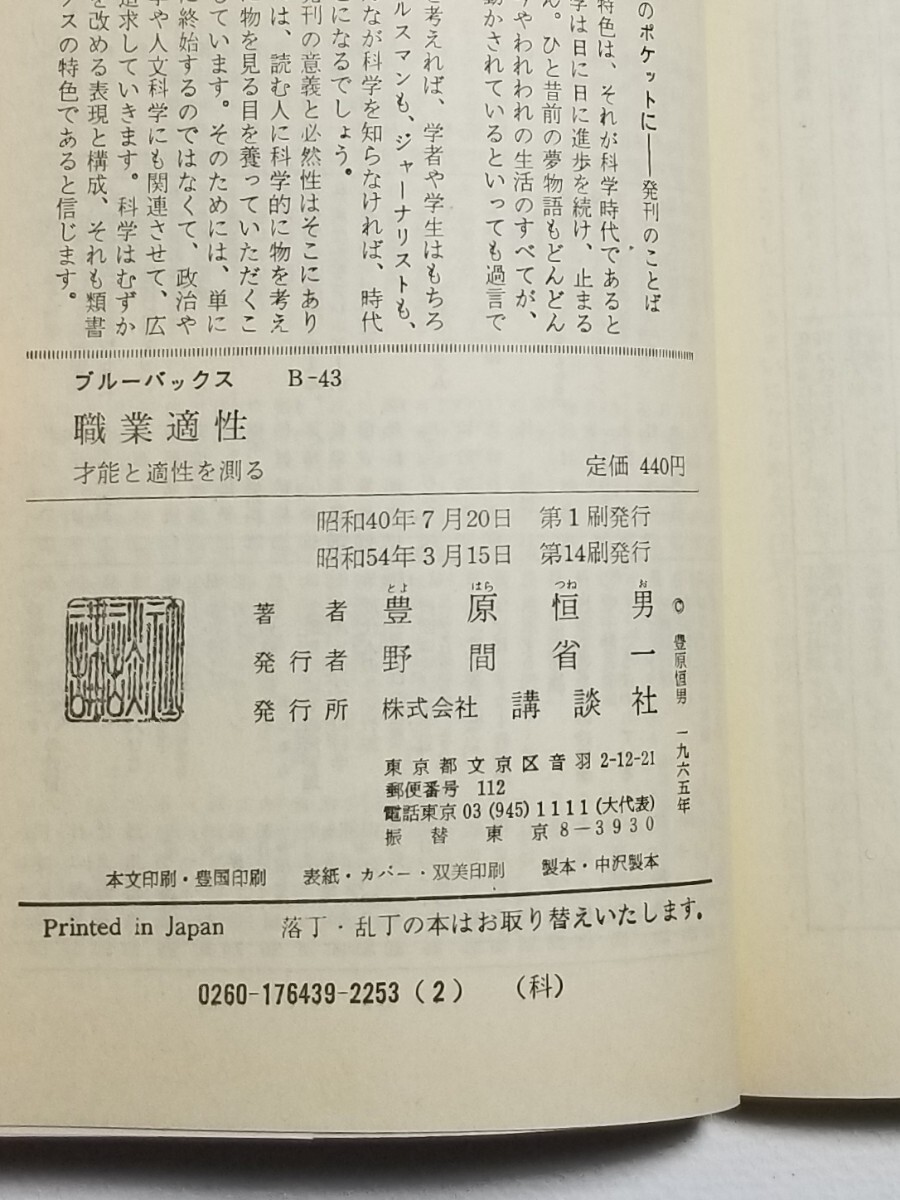 のポケットに――発刊のことば
特色は、それが科学時代であると
学は日に日に進歩を続け、止まる
ん。ひと昔前の夢物語もどんどん
やわれわれの生活のすべてが、
動かされているといっても過言で
を考えれば、学者や学生はもちろ
ルスマンも、ジャーナリストも、
なが科学を知らなければ、時代
になるでしょう。
発刊の意義と必然性はそこにあり
は、読む人に科学的に物を考え
に物を見る目を養っていただくこ
しています。そのためには、単に
に終始するのではなくて、政治や
や人文科学にも関連させて、広
追求していきます。科学はむずか
を改める表現と構成、それも類書
スの特色であると信じます。
ブルーバックス B-43
職業適性
才能と適性を測る
定価 440円
昭和40年7月20日 第1刷発行
昭和54年3月15日 第14刷発行
とよ はら つね お
著者 豊原恒男
発行者 野間省一
発行所 株式会社 講談社
東京都文京区音羽2-12-21
郵便番号 112
電話東京 03 (945) 1111 (大代表)
振替 東京 8-3930
© 豊原恒男 一九六五年
本文印刷・豊国印刷 表紙・カバー・双美印刷 製本・中沢製本
Printed in Japan 落丁・乱丁の本はお取り替えいたします。
0260-176439-2253 (2) (科)